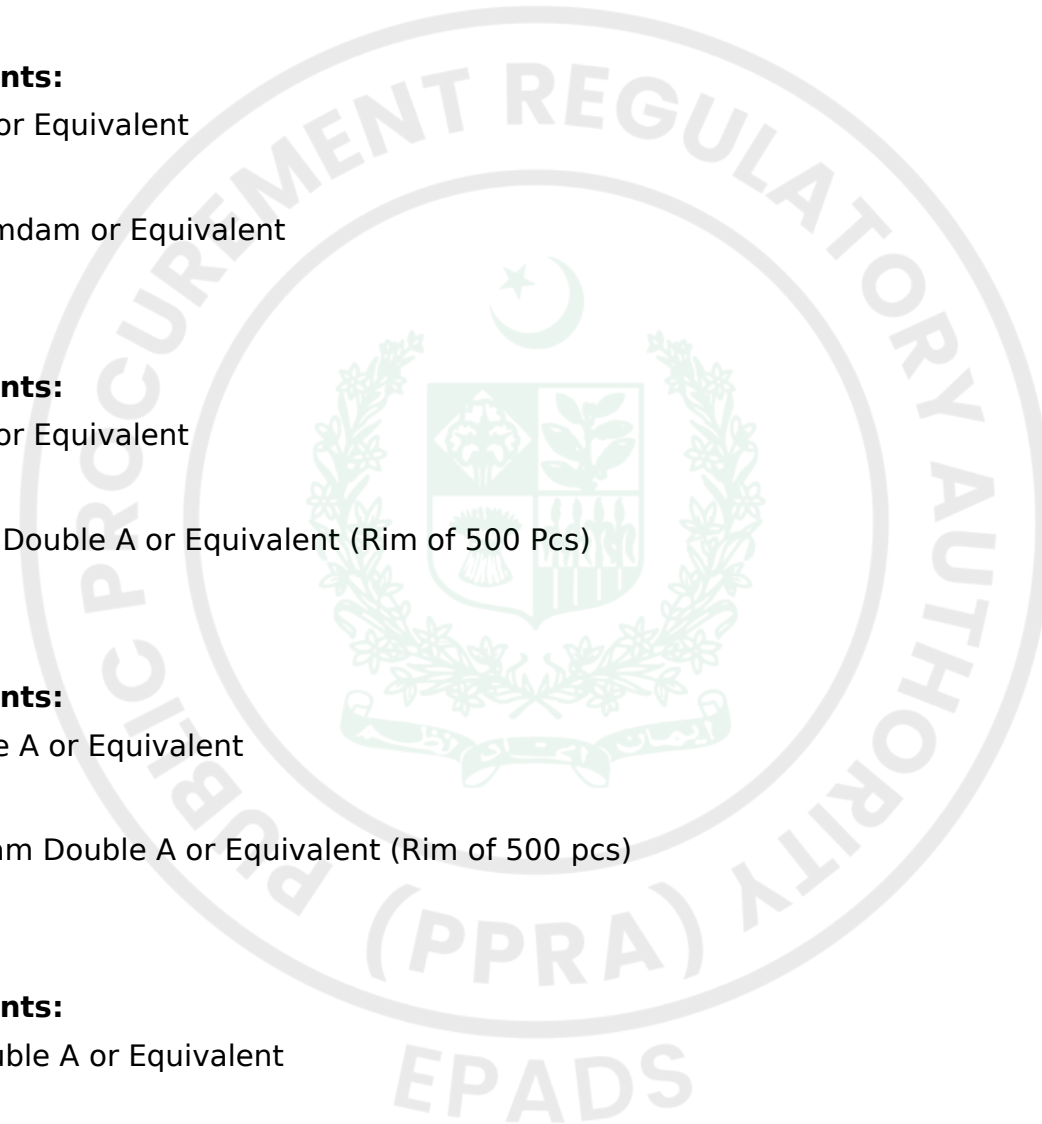 nts:
or Equivalent
ndam or Equivalent
nts:
or Equivalent
Double A or Equivalent (Rim of 500 Pcs)
nts:
e A or Equivalent
am Double A or Equivalent (Rim of 500 pcs)
nts:
uble A or Equivalent
PUBLIC PROCUREMENT REGULATORY AUTHORITY
(PPRA)
EPADS